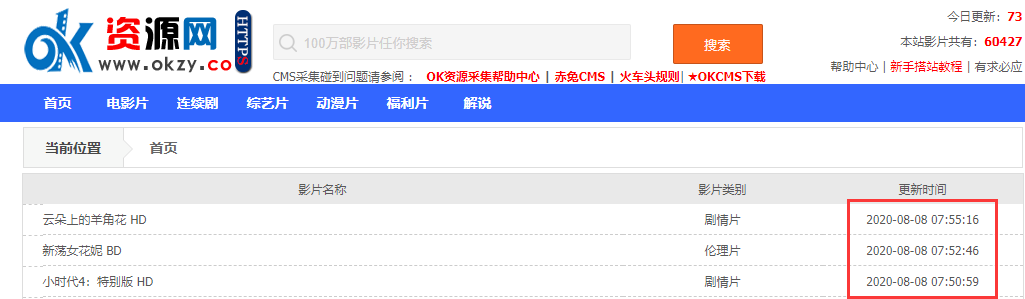 今日更新：73
OK 资源网 HTTPS
www.okzy.co
100万部影片任你搜索 搜索
本站影片共有：60427
帮助中心 | 新手搭站教程 | 有求必应
CMS采集碰到问题请参阅 ： OK资源采集帮助中心 | 赤兔CMS | 火车头规则| ★OKCMS下载
首页 电影片 连续剧 综艺片 动漫片 福利片 解说
当前位置 首页
影片名称 影片类别 更新时间
云朵上的羊角花 HD 剧情片 2020-08-08 07:55:16
新荡女花妮 BD 伦理片 2020-08-08 07:52:46
小时代4：特别版 HD 剧情片 2020-08-08 07:50:59